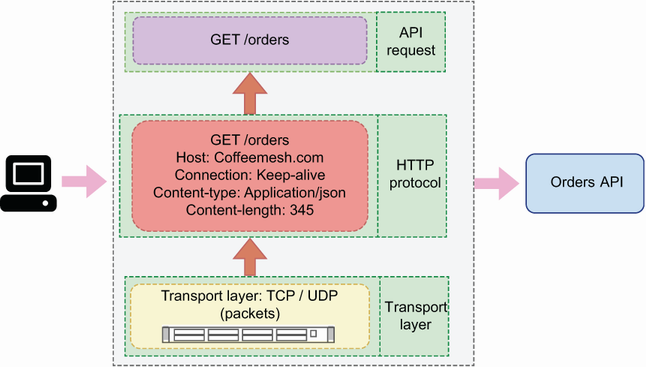 GET /orders
API
request
GET /orders
Host: Coffeemesh.com
Connection: Keep-alive
Content-type: Application/json
Content-length: 345
HTTP
protocol
Orders API
Transport layer: TCP / UDP
(packets)
Transport
layer